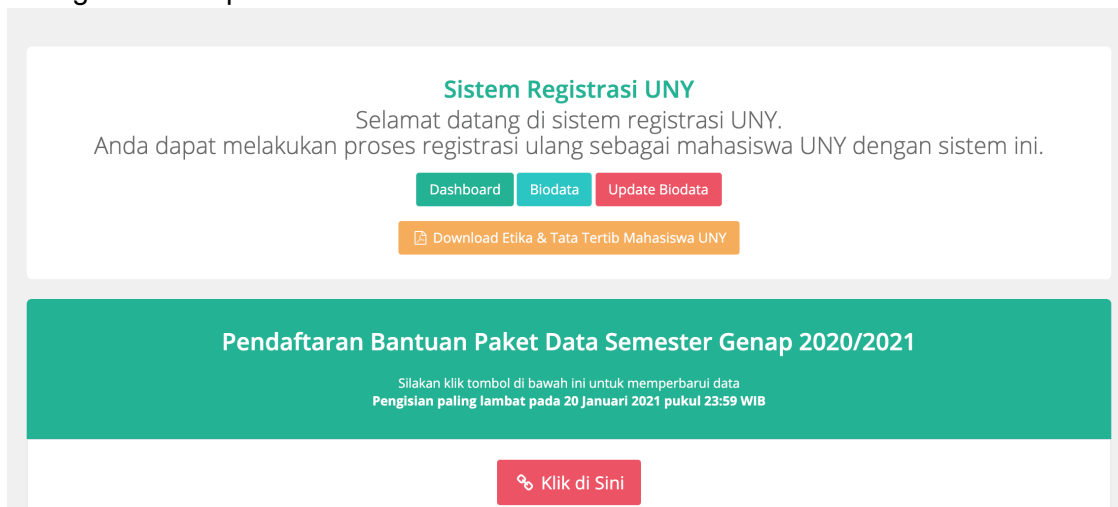 Sistem Registrasi UNY
Selamat datang di sistem registrasi UNY.
Anda dapat melakukan proses registrasi ulang sebagai mahasiswa UNY dengan sistem ini.
Dashboard Biodata Update Biodata
Download Etika & Tata Tertib Mahasiswa UNY
Pendaftaran Bantuan Paket Data Semester Genap 2020/2021
Silakan klik tombol di bawah ini untuk memperbarui data
Pengisian paling lambat pada 20 Januari 2021 pukul 23:59 WIB
Klik di Sini